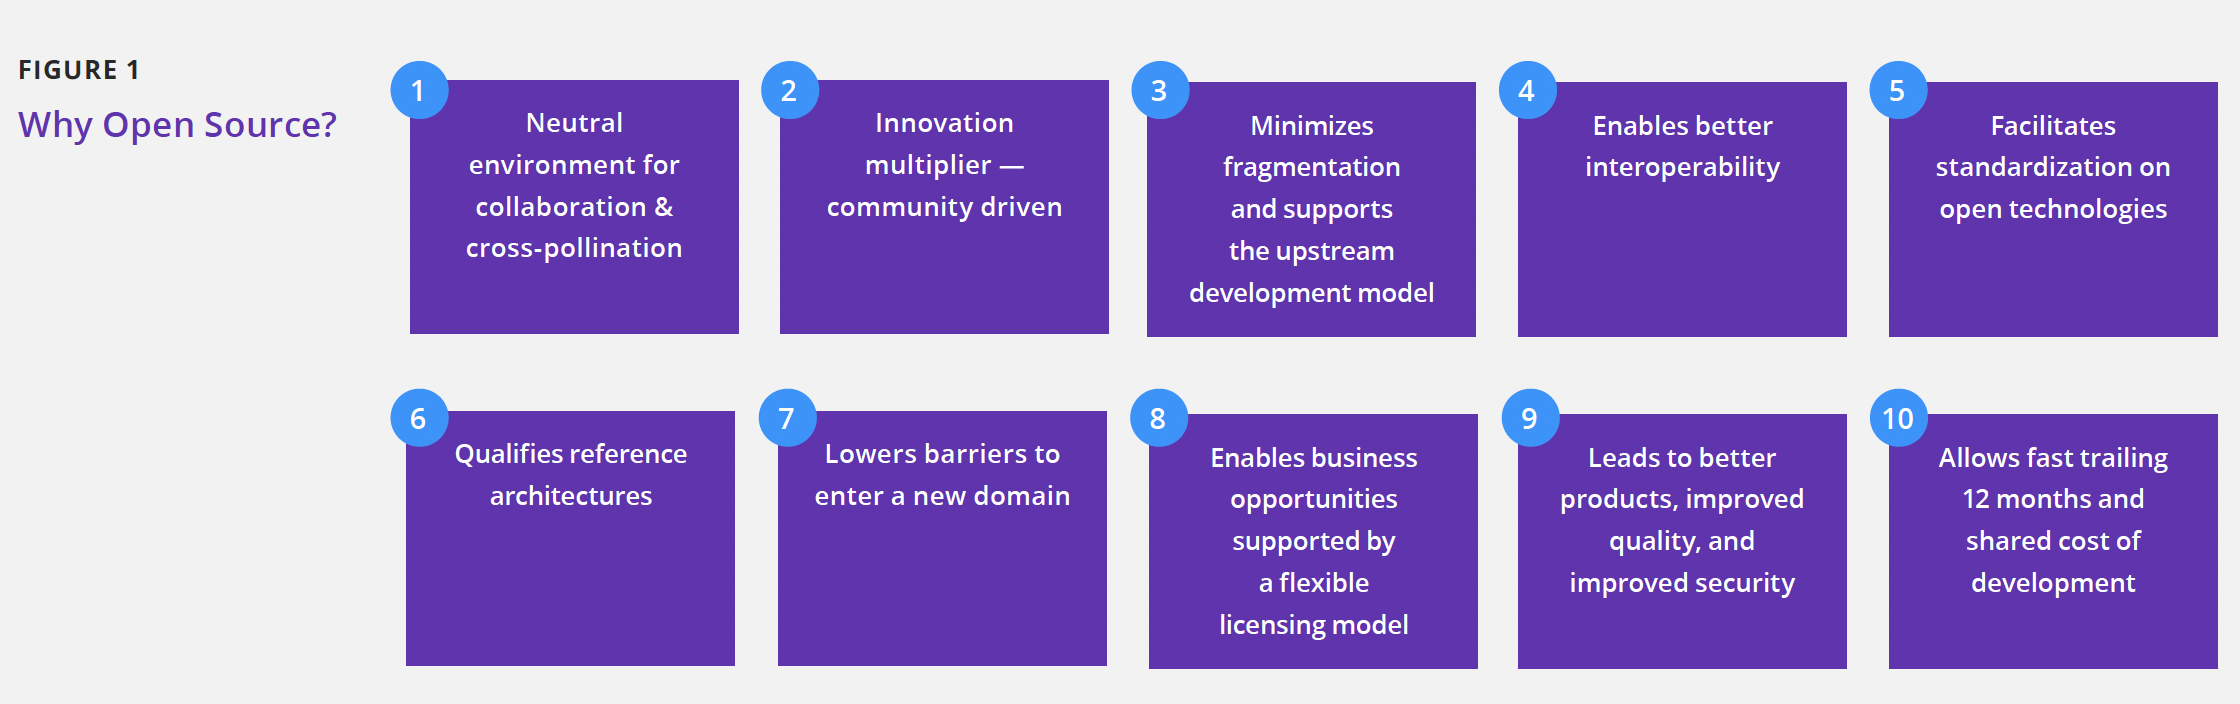 FIGURE 1
Why Open Source?
1
Neutral
environment for
collaboration &
cross-pollination
2
Innovation
multiplier —
community driven
3
Minimizes
fragmentation
and supports
the upstream
development model
4
Enables better
interoperability
5
Facilitates
standardization on
open technologies
6
Qualifies reference
architectures
7
Lowers barriers to
enter a new domain
8
Enables business
opportunities
supported by
a flexible
licensing model
9
Leads to better
products, improved
quality, and
improved security
10
Allows fast trailing
12 months and
shared cost of
development